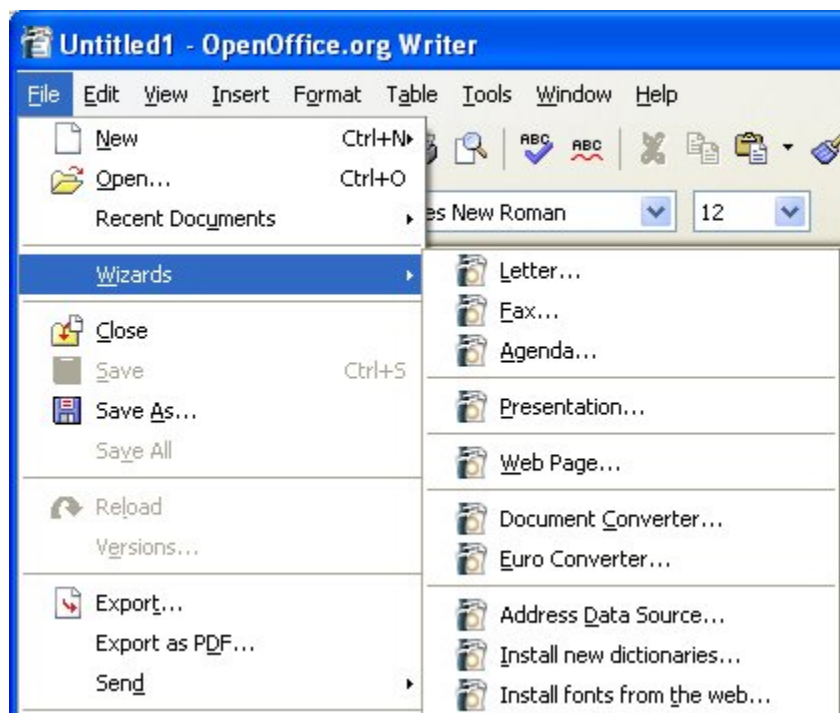 Untitled1 - OpenOffice.org Writer
File Edit View Insert Format Table Tools Window Help
New Ctrl+N
Open... Ctrl+O
Recent Documents
Wizards
Close
Save Ctrl+S
Save As...
Save All
Reload
Versions...
Export...
Export as PDF...
Send
ABC ABC
New Roman 12
Letter...
Fax...
Agenda...
Presentation...
Web Page...
Document Converter...
Euro Converter...
Address Data Source...
Install new dictionaries...
Install fonts from the web...